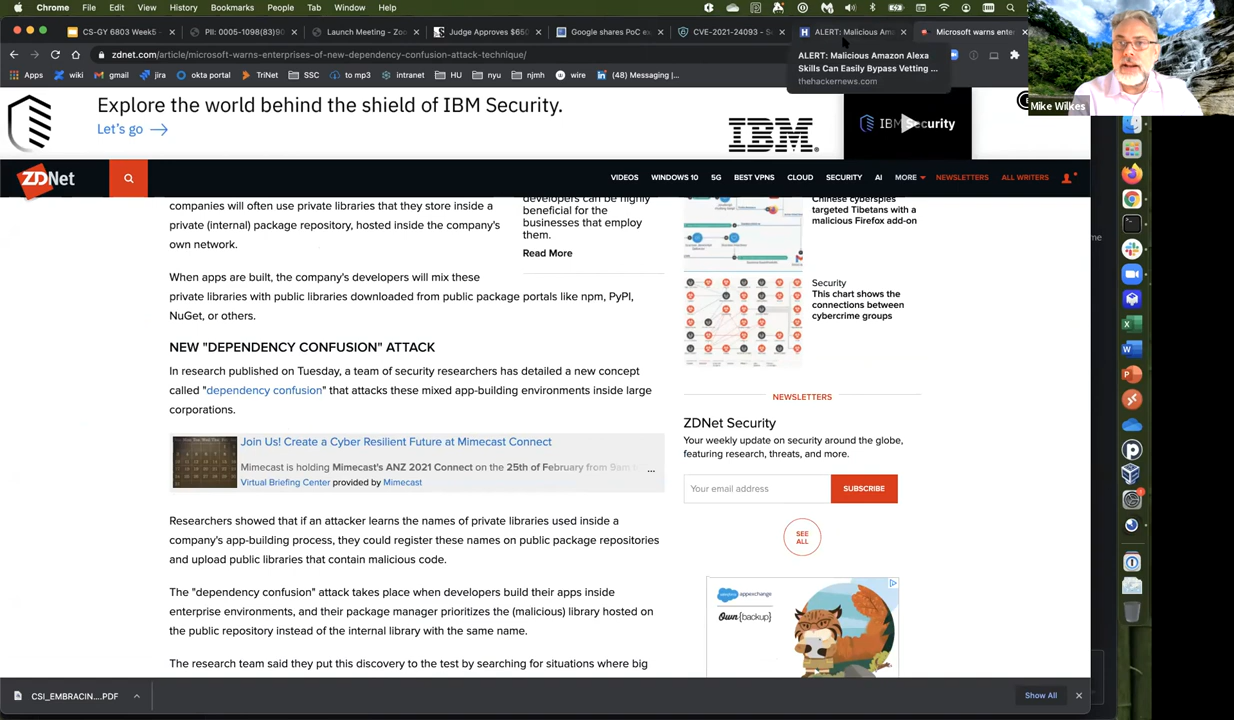 Chrome File Edit View History Bookmarks People Tab Window Help
CS-GY 6803 Week5 - PII: 0005-1098(83)90 Launch Meeting - Zo Judge Approves $650 Google shares PoC ex CVE-2021-24093 - S ALERT: Malicious Am Microsoft warns ente
zdnet.com/article/microsoft-warns-enterprises-of-new-dependency-confusion-attack-technique/
ALERT: Malicious Amazon Alexa
Skills Can Easily Bypass Vetting ...
thehackernews.com
Apps wiki gmail okta portal TriNet SSC to mp3 intranet HU nyu njmh wire (48) Messaging |...
Mike Wilkes
Explore the world behind the shield of IBM Security.
Let's go
IBM
IBM Security
ZDNet
VIDEOS WINDOWS 10 5G BEST VPNS CLOUD SECURITY AI MORE NEWSLETTERS ALL WRITERS
companies will often use private libraries that they store inside a
private (internal) package repository, hosted inside the company's
own network.
developers can be highly
beneficial for the
businesses that employ
them.
Read More
When apps are built, the company's developers will mix these
private libraries with public libraries downloaded from public package portals like npm, PyPI,
NuGet, or others.
NEW "DEPENDENCY CONFUSION" ATTACK
In research published on Tuesday, a team of security researchers has detailed a new concept
called "dependency confusion" that attacks these mixed app-building environments inside large
corporations.
Join Us! Create a Cyber Resilient Future at Mimecast Connect
Mimecast is holding Mimecast's ANZ 2021 Connect on the 25th of February from 9am
...
Virtual Briefing Center provided by Mimecast
Researchers showed that if an attacker learns the names of private libraries used inside a
company's app-building process, they could register these names on public package repositories
and upload public libraries that contain malicious code.
The "dependency confusion" attack takes place when developers build their apps inside
enterprise environments, and their package manager prioritizes the (malicious) library hosted on
the public repository instead of the internal library with the same name.
The research team said they put this discovery to the test by searching for situations where big
Chinese cyberspies
targeted Tibetans with a
malicious Firefox add-on
Security
This chart shows the
connections between
cybercrime groups
NEWSLETTERS
ZDNet Security
Your weekly update on security around the globe,
featuring research, threats, and more.
Your email address
SUBSCRIBE
SEE
ALL
salesforce appexchange
Own{backup}
me
CSI_EMBRACIN....PDF
Show All